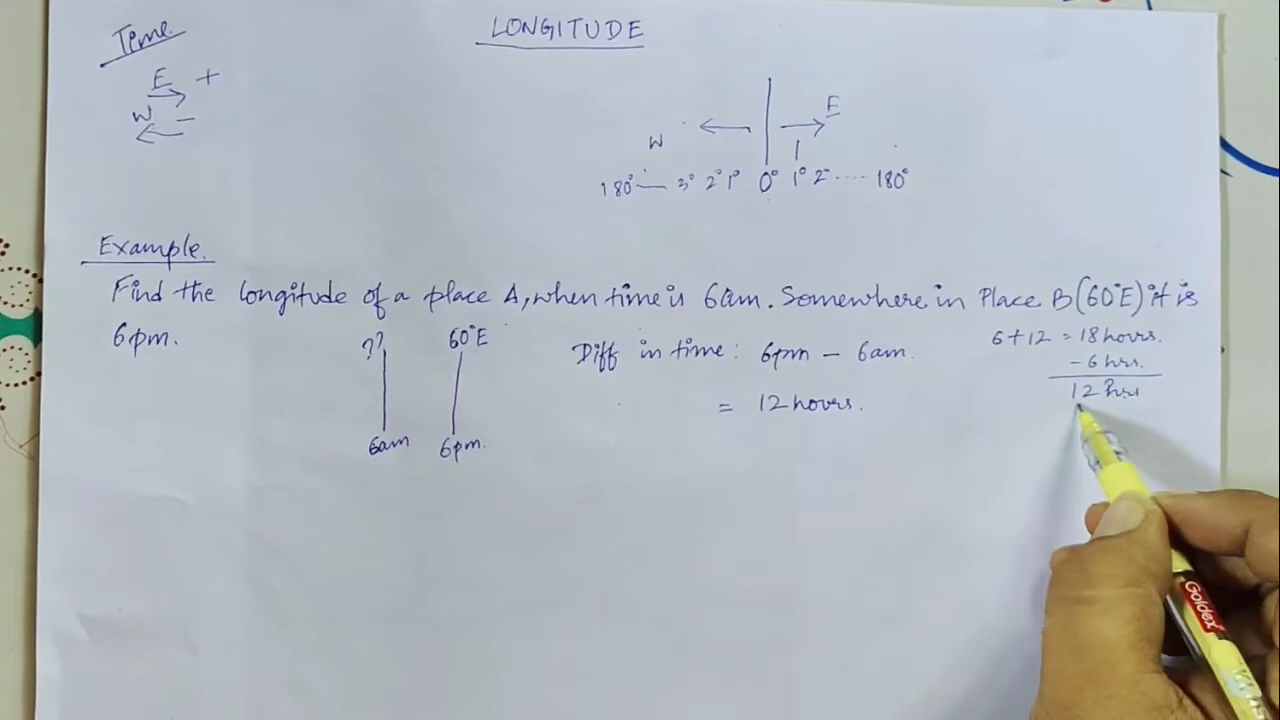 Time.
LONGITUDE
E +
W -
E
W
180° — 3° 2° 1° 0° 1° 2° .... 180°
Example.
Find the longitude of a place A, when time is 6am. Somewhere in Place B(60°E) it is
6pm.
?? 60°E
6am 6pm.
Diff in time: 6pm - 6am.
= 12 hours.
6+12 = 18 hours.
- 6 hrs.
12 hrs
Goldex